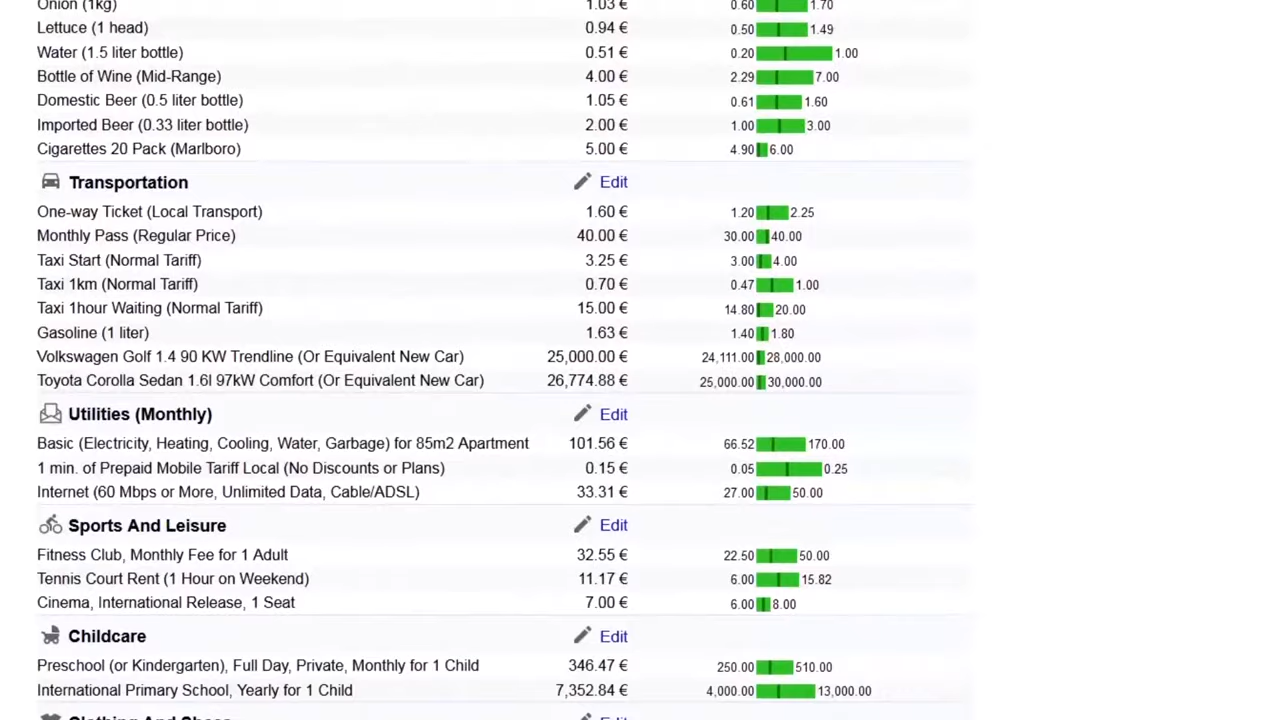 Onion (1kg) 1.03 € 0.60 1.70
Lettuce (1 head) 0.94 € 0.50 1.49
Water (1.5 liter bottle) 0.51 € 0.20 1.00
Bottle of Wine (Mid-Range) 4.00 € 2.29 7.00
Domestic Beer (0.5 liter bottle) 1.05 € 0.61 1.60
Imported Beer (0.33 liter bottle) 2.00 € 1.00 3.00
Cigarettes 20 Pack (Marlboro) 5.00 € 4.90 6.00
Transportation Edit
One-way Ticket (Local Transport) 1.60 € 1.20 2.25
Monthly Pass (Regular Price) 40.00 € 30.00 40.00
Taxi Start (Normal Tariff) 3.25 € 3.00 4.00
Taxi 1km (Normal Tariff) 0.70 € 0.47 1.00
Taxi 1hour Waiting (Normal Tariff) 15.00 € 14.80 20.00
Gasoline (1 liter) 1.63 € 1.40 1.80
Volkswagen Golf 1.4 90 KW Trendline (Or Equivalent New Car) 25,000.00 € 24,111.00 28,000.00
Toyota Corolla Sedan 1.6l 97kW Comfort (Or Equivalent New Car) 26,774.88 € 25,000.00 30,000.00
Utilities (Monthly) Edit
Basic (Electricity, Heating, Cooling, Water, Garbage) for 85m2 Apartment 101.56 € 66.52 170.00
1 min. of Prepaid Mobile Tariff Local (No Discounts or Plans) 0.15 € 0.05 0.25
Internet (60 Mbps or More, Unlimited Data, Cable/ADSL) 33.31 € 27.00 50.00
Sports And Leisure Edit
Fitness Club, Monthly Fee for 1 Adult 32.55 € 22.50 50.00
Tennis Court Rent (1 Hour on Weekend) 11.17 € 6.00 15.82
Cinema, International Release, 1 Seat 7.00 € 6.00 8.00
Childcare Edit
Preschool (or Kindergarten), Full Day, Private, Monthly for 1 Child 346.47 € 250.00 510.00
International Primary School, Yearly for 1 Child 7,352.84 € 4,000.00 13,000.00
Clothing And Shoes Edit